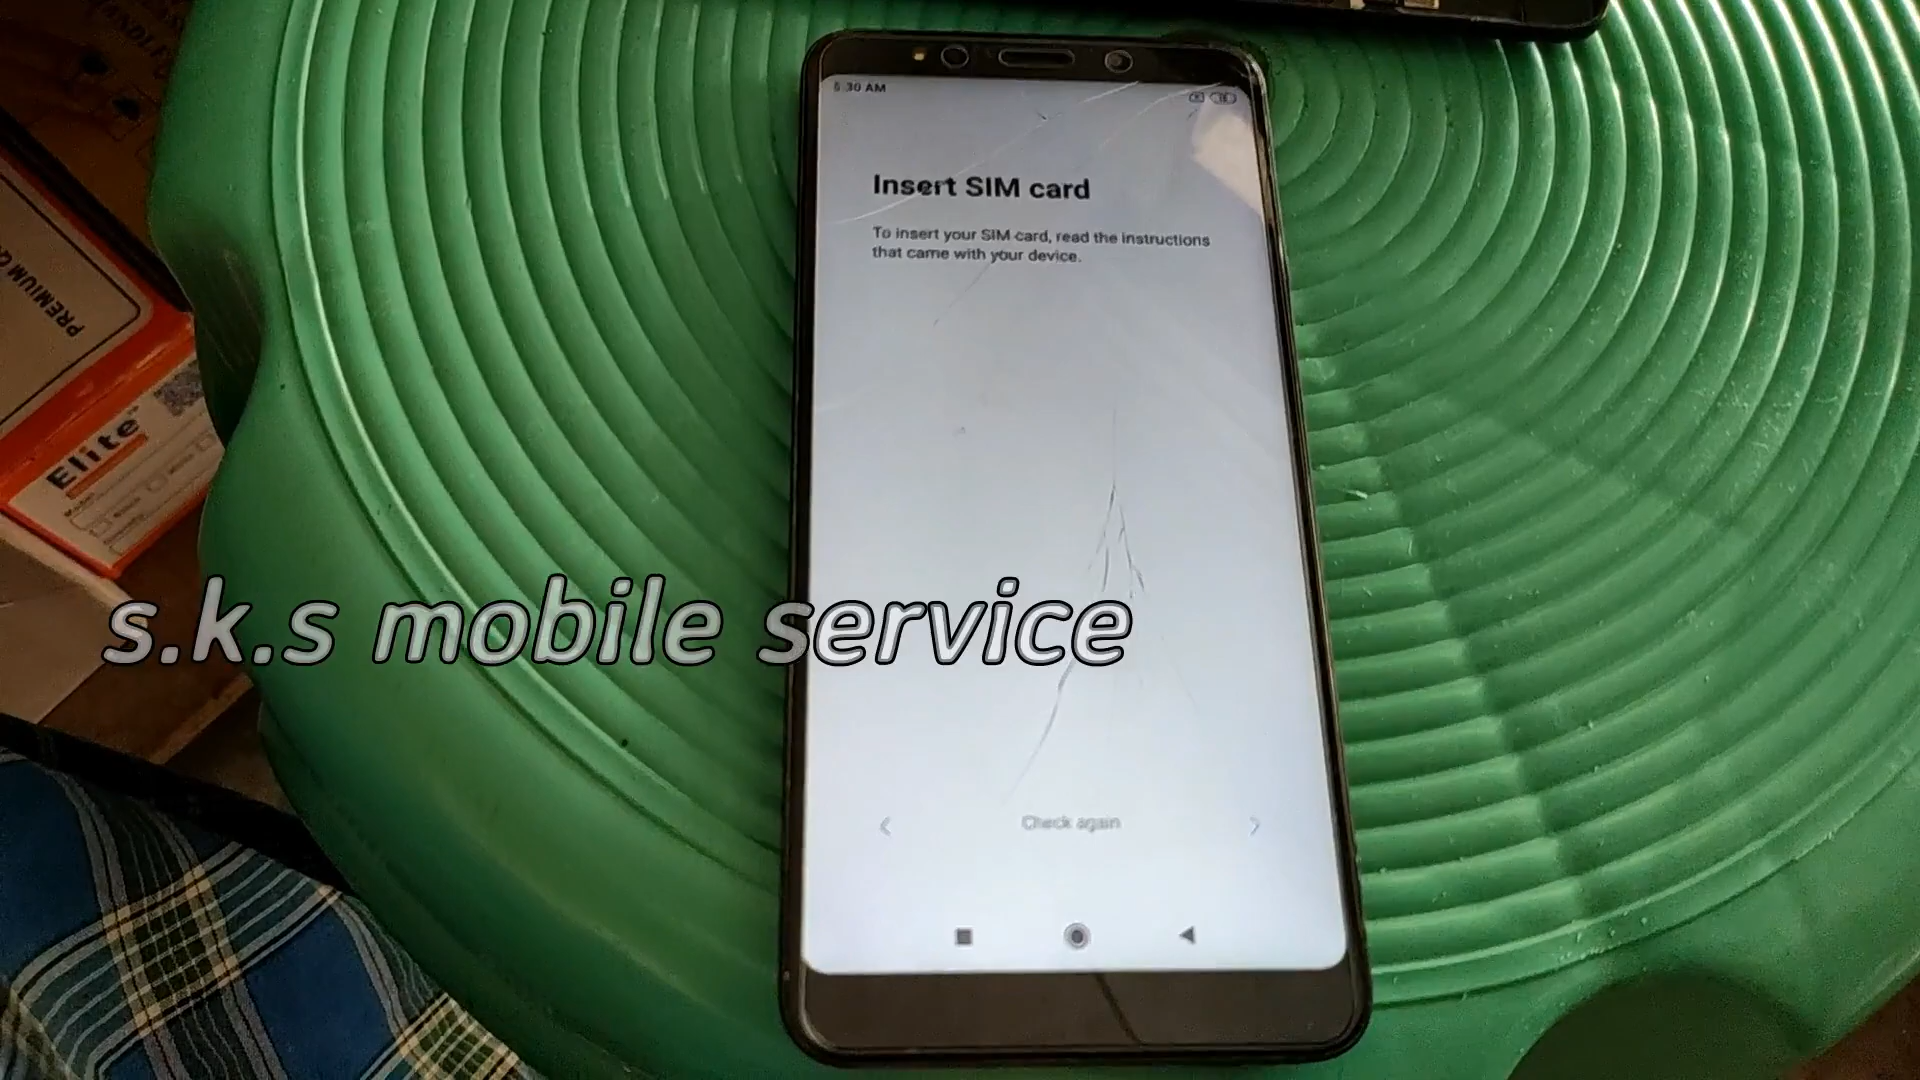 30 AM
Insert SIM card
To insert your SIM card, read the instructions
that came with your device.
Check again
s.k.s mobile service
PREMIUM
Elite